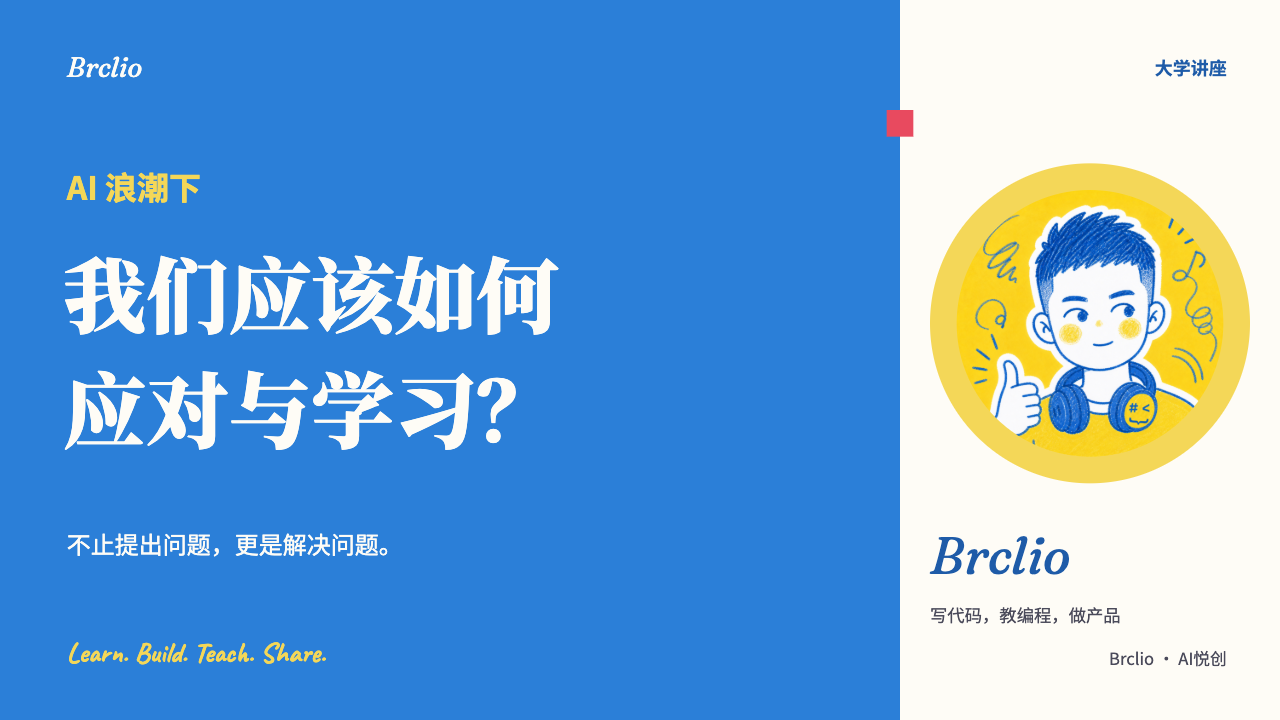 Brclio
大学讲座
AI 浪潮下
我们应该如何
应对与学习?
不止提出问题，更是解决问题。
Learn. Build. Teach. Share.
#<
Brclio
写代码，教编程，做产品
Brclio · AI悦创